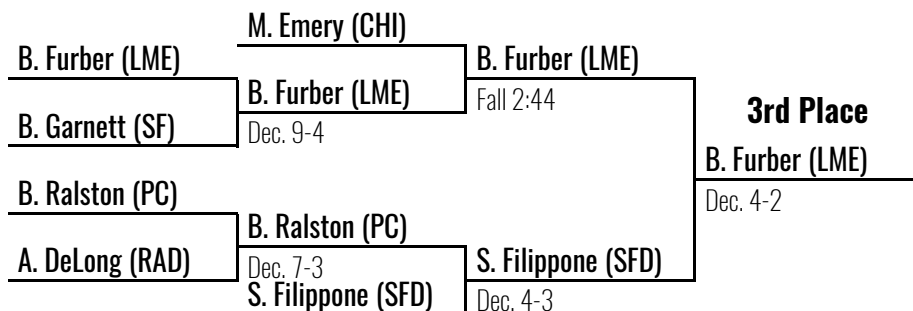 M. Emery (CHI)
B. Furber (LME)
B. Furber (LME)
B. Furber (LME)
Fall 2:44
B. Garnett (SF)
Dec. 9-4
3rd Place
B. Furber (LME)
Dec. 4-2
B. Ralston (PC)
B. Ralston (PC)
A. DeLong (RAD)
Dec. 7-3
S. Filippone (SFD)
S. Filippone (SFD)
Dec. 4-3